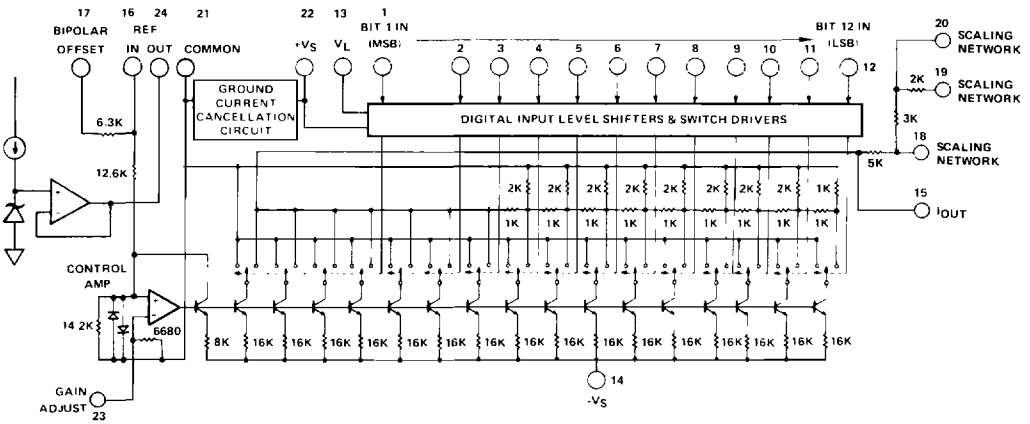 17
BIPOLAR
OFFSET
16 24
REF
IN OUT
21
COMMON
22
+VS
13
VL
1
BIT 1 IN
(MSB)
2 3 4 5 6 7 8 9 10 11
BIT 12 IN
(LSB)
12
20
SCALING
NETWORK
19
SCALING
NETWORK
2K
3K
18
SCALING
NETWORK
5K
15
IOUT
GROUND
CURRENT
CANCELLATION
CIRCUIT
DIGITAL INPUT LEVEL SHIFTERS & SWITCH DRIVERS
6.3K
12.6K
2K 2K 2K 2K 2K 2K 2K 1K
1K 1K 1K 1K 1K 1K 1K 1K
CONTROL
AMP
14 2K
6680
8K 16K 16K 16K 16K 16K 16K 16K 16K 16K 16K 16K 16K 16K 16K 16K 16K
14
-VS
GAIN
ADJUST
23